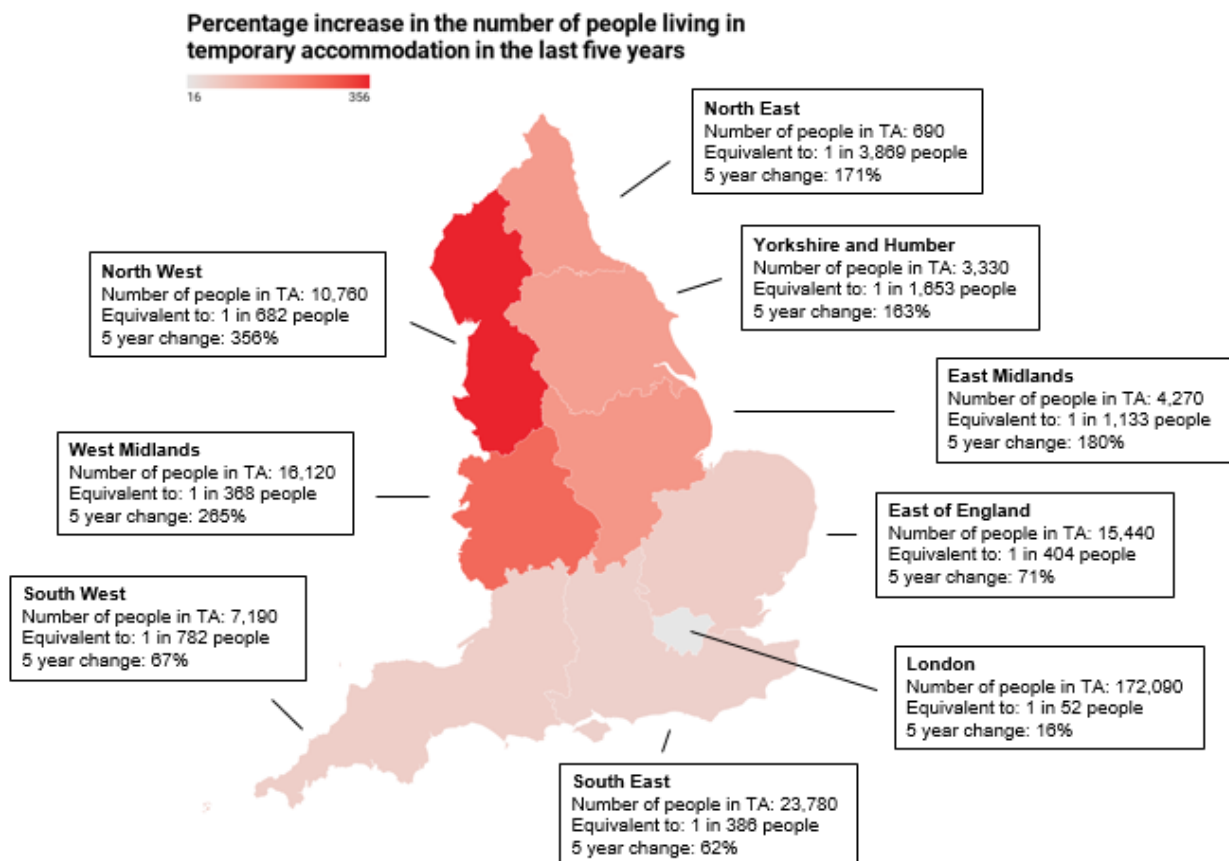 Percentage increase in the number of people living in
temporary accommodation in the last five years
16
356
North East
Number of people in TA: 690
Equivalent to: 1 in 3,869 people
5 year change: 171%
Yorkshire and Humber
Number of people in TA: 3,330
Equivalent to: 1 in 1,653 people
5 year change: 163%
North West
Number of people in TA: 10,760
Equivalent to: 1 in 682 people
5 year change: 356%
East Midlands
Number of people in TA: 4,270
Equivalent to: 1 in 1,133 people
5 year change: 180%
West Midlands
Number of people in TA: 16,120
Equivalent to: 1 in 368 people
5 year change: 265%
East of England
Number of people in TA: 15,440
Equivalent to: 1 in 404 people
5 year change: 71%
South West
Number of people in TA: 7,190
Equivalent to: 1 in 782 people
5 year change: 67%
London
Number of people in TA: 172,090
Equivalent to: 1 in 52 people
5 year change: 16%
South East
Number of people in TA: 23,780
Equivalent to: 1 in 386 people
5 year change: 62%